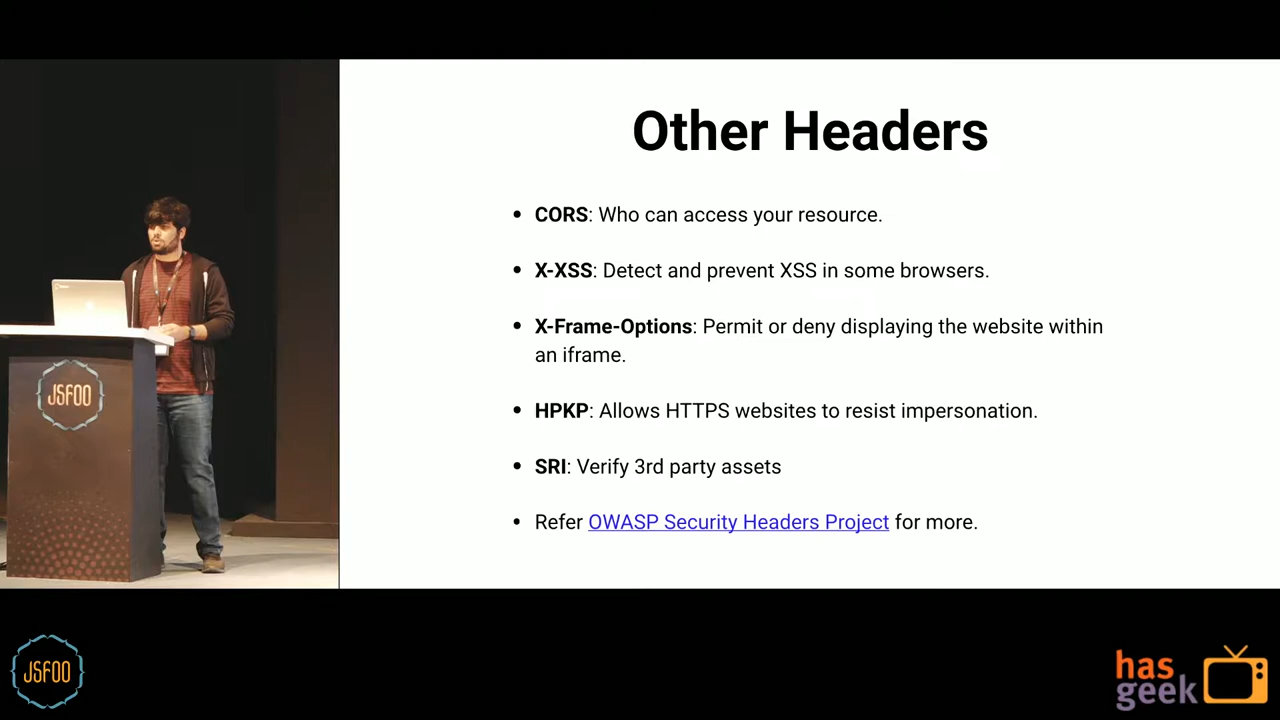 Other Headers
CORS: Who can access your resource.
X-XSS: Detect and prevent XSS in some browsers.
X-Frame-Options: Permit or deny displaying the website within
an iframe.
HPKP: Allows HTTPS websites to resist impersonation.
SRI: Verify 3rd party assets
Refer OWASP Security Headers Project for more.
JSFOO
JSFOO
has
geek